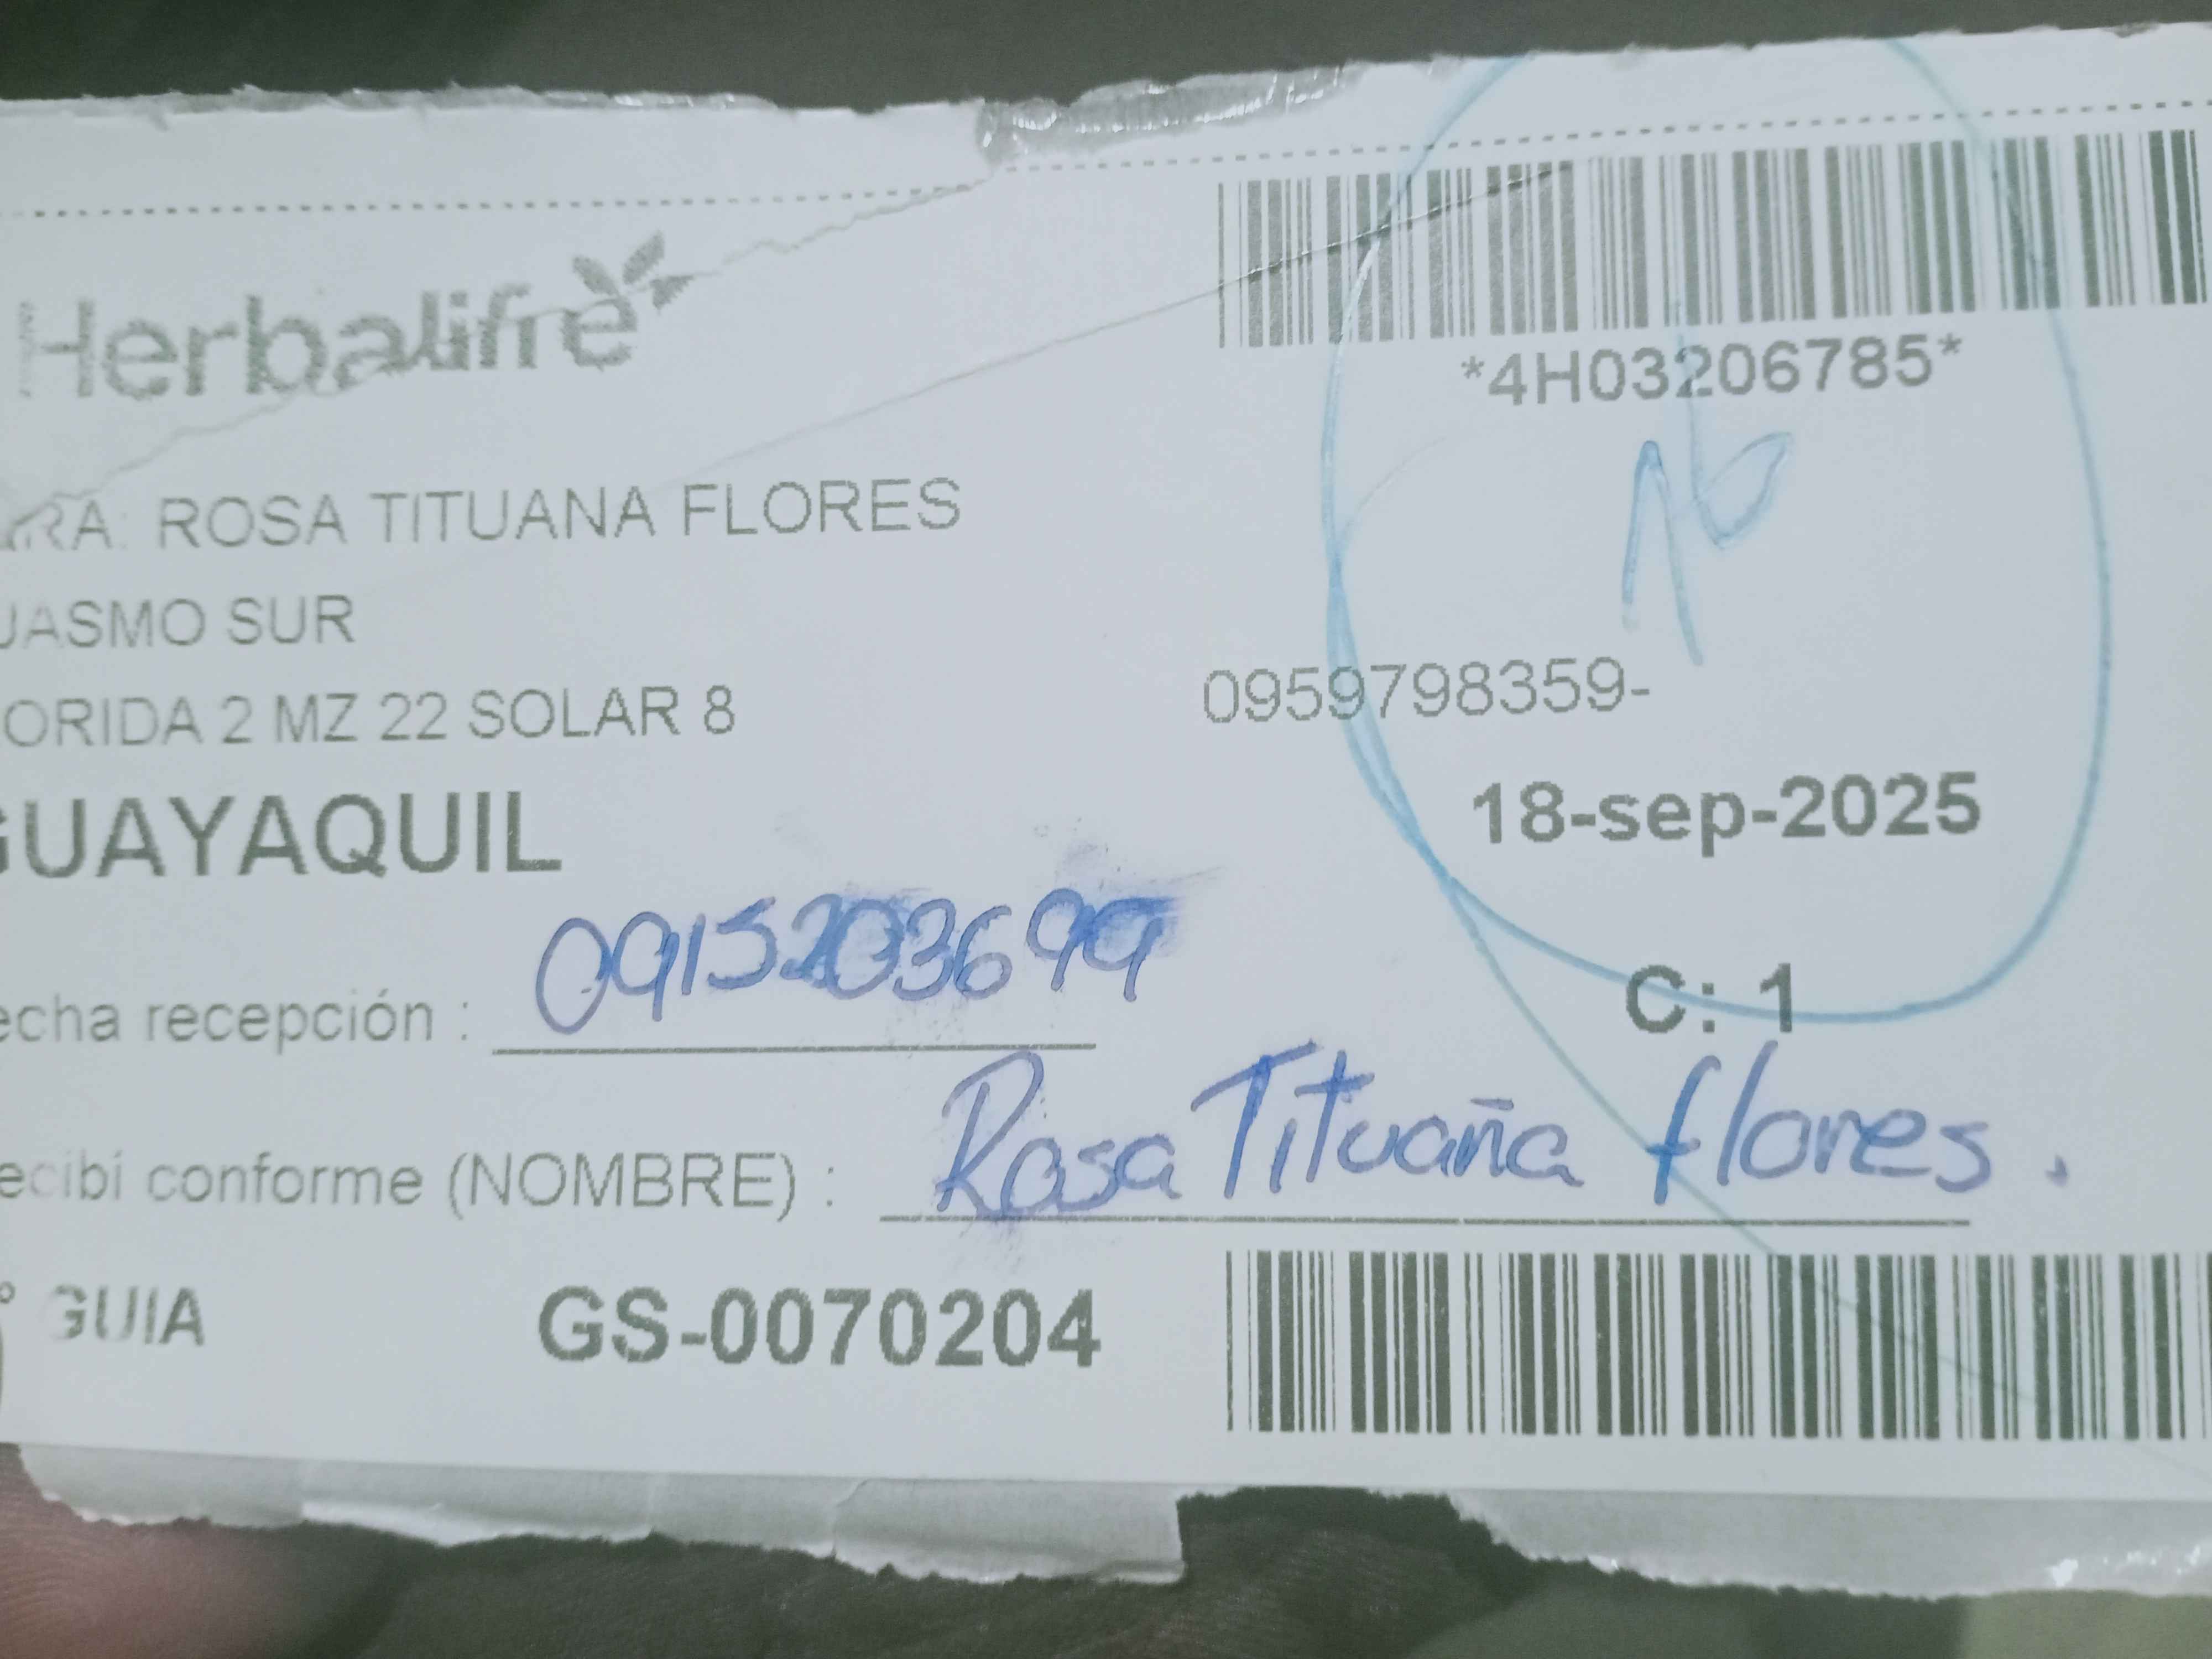 Herbalife
*4H03206785*
RA: ROSA TITUANA FLORES
UASMO SUR
ORIDA 2 MZ 22 SOLAR 8
0959798359-
GUAYAQUIL
18-sep-2025
echa recepción : 0915203699
C: 1
ecibí conforme (NOMBRE) : Rosa Tituaña flores.
° GUIA GS-0070204